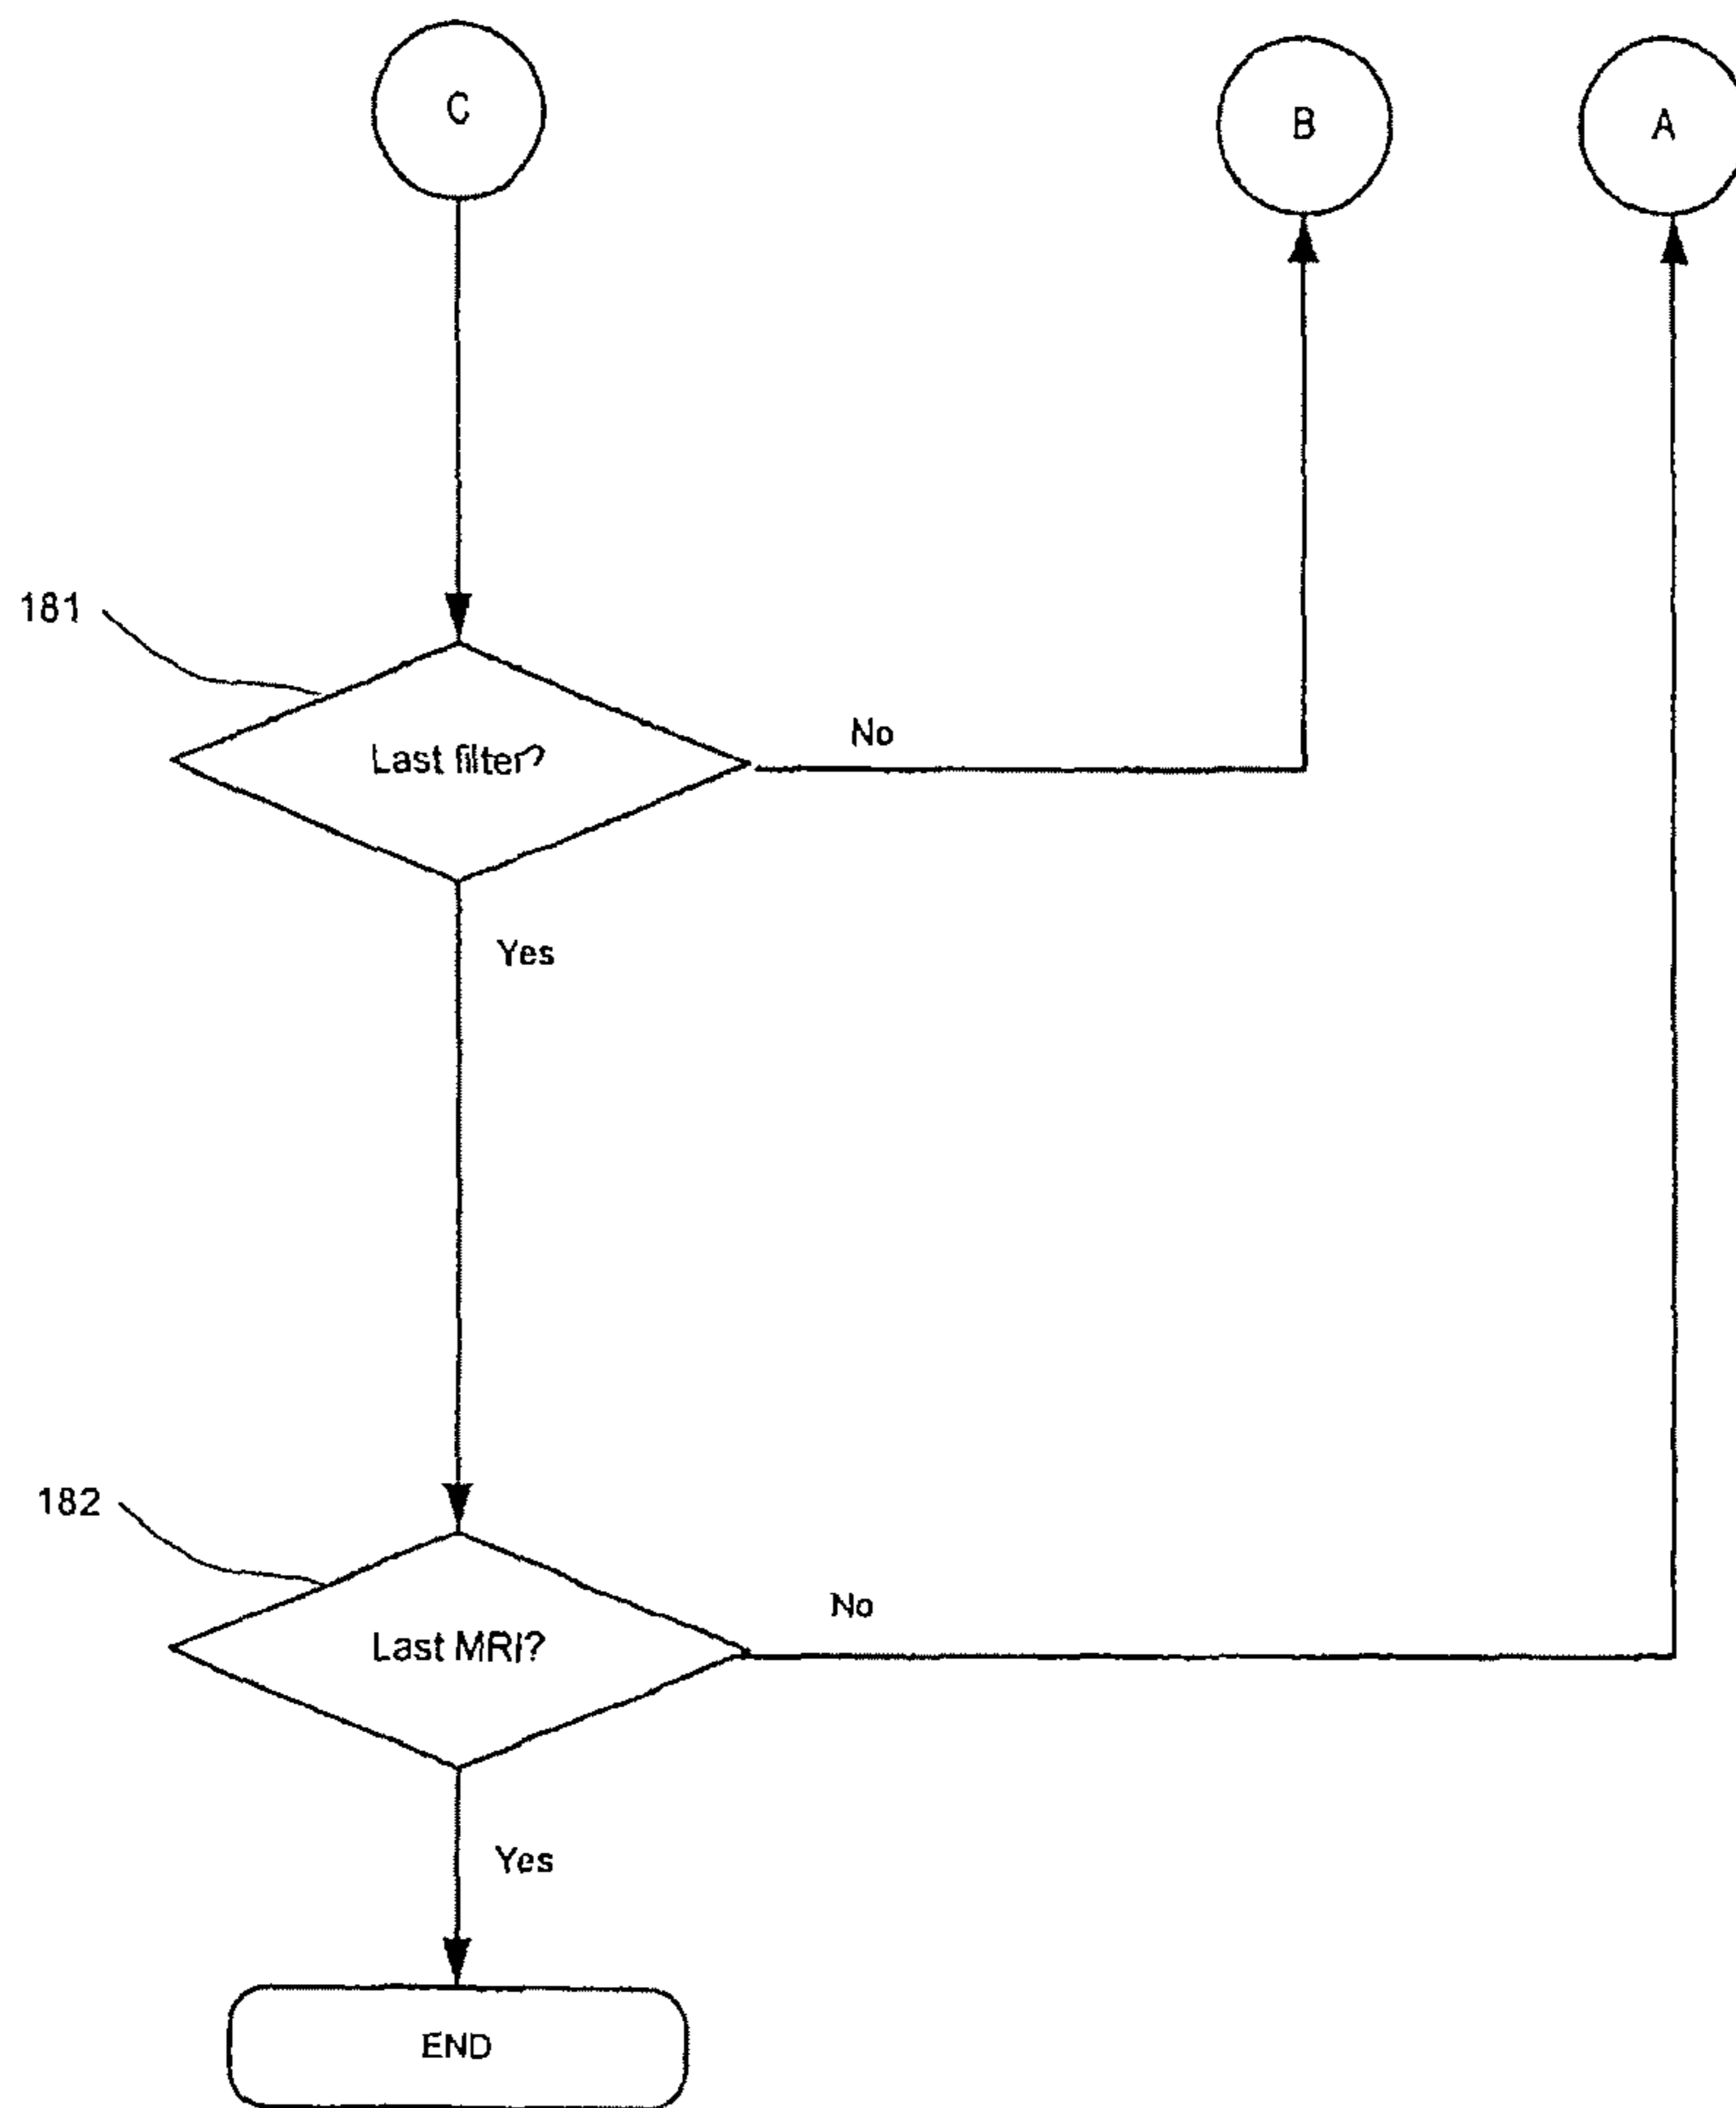 C
B
A
181
Last filter?
No
Yes
182
Last MRI?
No
Yes
END